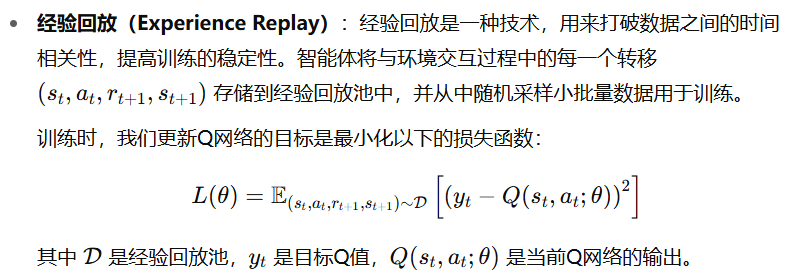 • 经验回放（Experience Replay）：经验回放是一种技术，用来打破数据之间的时间
相关性，提高训练的稳定性。智能体将与环境交互过程中的每一个转移
$(s_t, a_t, r_{t+1}, s_{t+1})$ 存储到经验回放池中，并从中随机采样小批量数据用于训练。
训练时，我们更新Q网络的目标是最小化以下的损失函数：
$L(\theta) = \mathbb{E}_{(s_t, a_t, r_{t+1}, s_{t+1}) \sim \mathcal{D}} \left[ (y_t - Q(s_t, a_t; \theta))^2 \right]$
其中 $\mathcal{D}$ 是经验回放池，$y_t$ 是目标Q值，$Q(s_t, a_t; \theta)$ 是当前Q网络的输出。